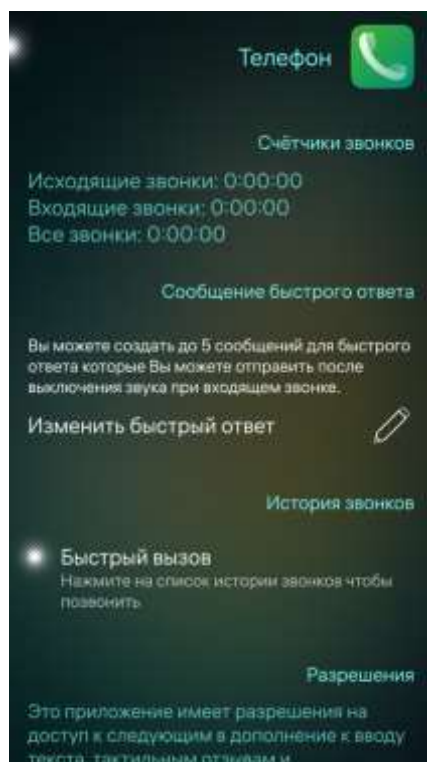 Телефон
Счётчики звонков
Исходящие звонки: 0:00:00
Входящие звонки: 0:00:00
Все звонки: 0:00:00
Сообщение быстрого ответа
Вы можете создать до 5 сообщений для быстрого
ответа которые Вы можете отправить после
выключения звука при входящем звонке.
Изменить быстрый ответ
История звонков
Быстрый вызов
Нажмите на список истории звонков чтобы
позвонить
Разрешения
Это приложение имеет разрешения на
доступ к следующим в дополнение к вводу
текста, тактильным отзывам и